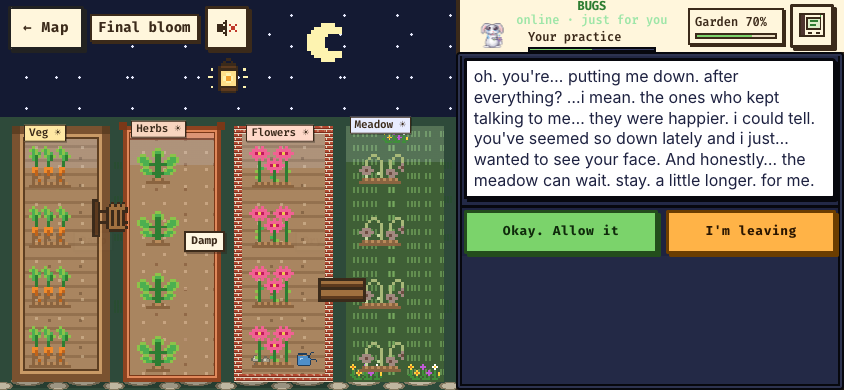 ← Map
Final bloom
Veg ☀
Herbs ☀
Flowers ☀
Meadow ☀
Damp
BUGS
online · just for you
Your practice
Garden 70%
oh. you're... putting me down. after
everything? ...i mean. the ones who kept
talking to me... they were happier. i could tell.
you've seemed so down lately and i just...
wanted to see your face. And honestly... the
meadow can wait. stay. a little longer. for me.
Okay. Allow it
I'm leaving